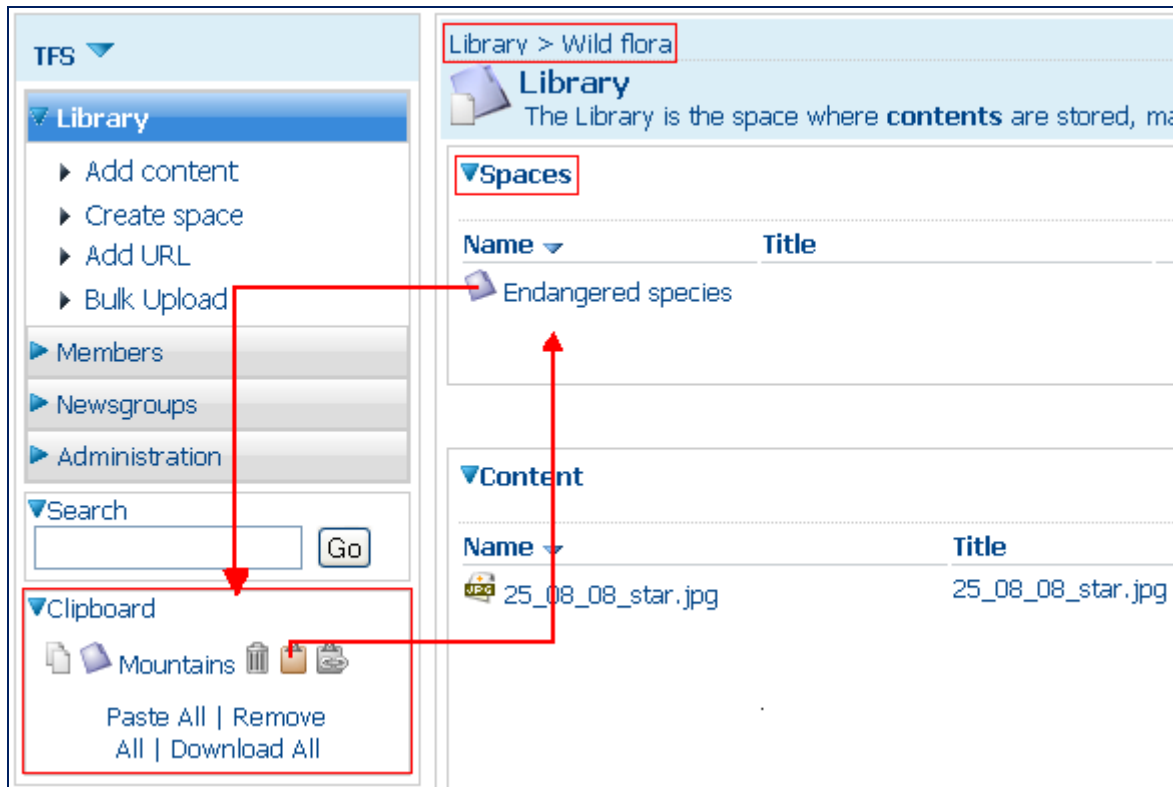 TFS
Library
Add content
Create space
Add URL
Bulk Upload
Members
Newsgroups
Administration
Search
Go
Clipboard
Mountains
Paste All | Remove
All | Download All
Library > Wild flora
Library
The Library is the space where contents are stored, ma
Spaces
Name Title
Endangered species
Content
Name Title
JPG 25_08_08_star.jpg 25_08_08_star.jpg